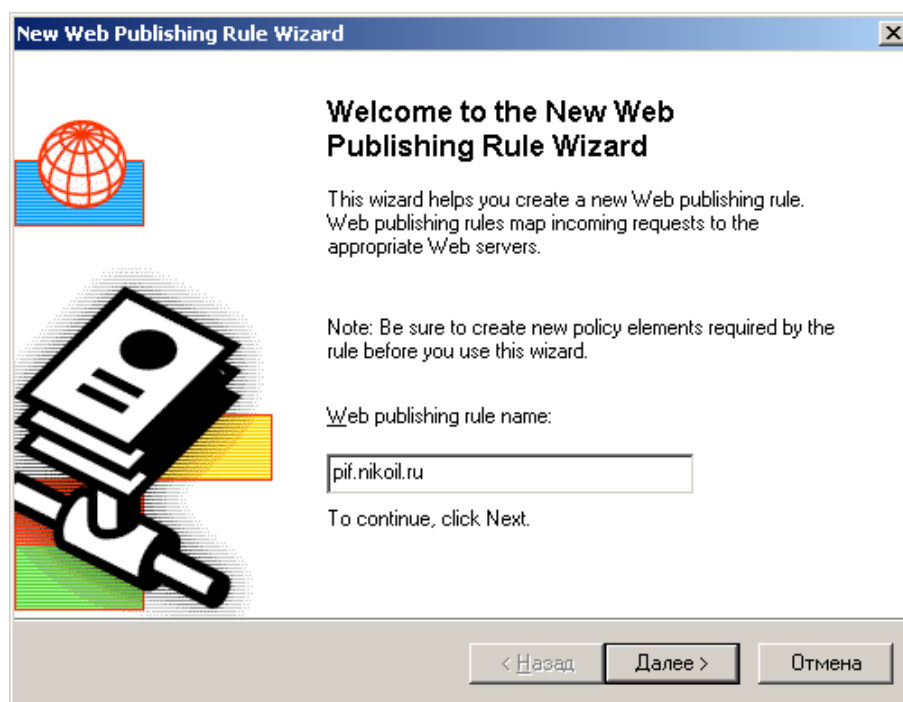 New Web Publishing Rule Wizard
Welcome to the New Web
Publishing Rule Wizard
This wizard helps you create a new Web publishing rule.
Web publishing rules map incoming requests to the
appropriate Web servers.
Note: Be sure to create new policy elements required by the
rule before you use this wizard.
Web publishing rule name:
pif.nikoil.ru
To continue, click Next.
< Назад Далее > Отмена